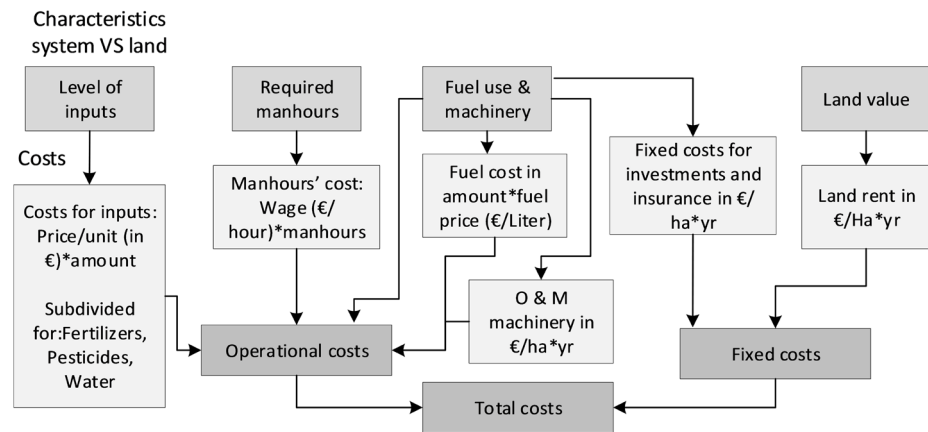 Characteristics
system VS land
Level of
inputs
Required
manhours
Fuel use &
machinery
Land value
Costs
Costs for inputs:
Price/unit (in
€)*amount
Subdivided
for:Fertilizers,
Pesticides,
Water
Manhours’ cost:
Wage (€/
hour)*manhours
Fuel cost in
amount*fuel
price (€/Liter)
Fixed costs for
investments and
insurance in €/
ha*yr
Land rent in
€/Ha*yr
O & M
machinery in
€/ha*yr
Operational costs
Fixed costs
Total costs